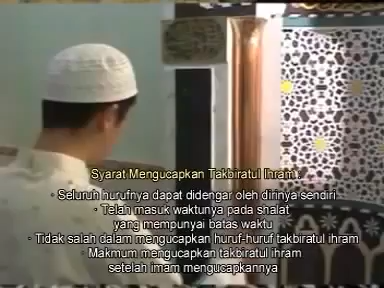 Syarat Mengucapkan Takbiratul Ihram :
- Seluruh hurufnya dapat didengar oleh dirinya sendiri
- Telah masuk waktunya pada shalat
yang mempunyai batas waktu
- Tidak salah dalam mengucapkan huruf-huruf takbiratul ihram
- Makmum mengucapkan takbiratul ihram
setelah imam mengucapkannya